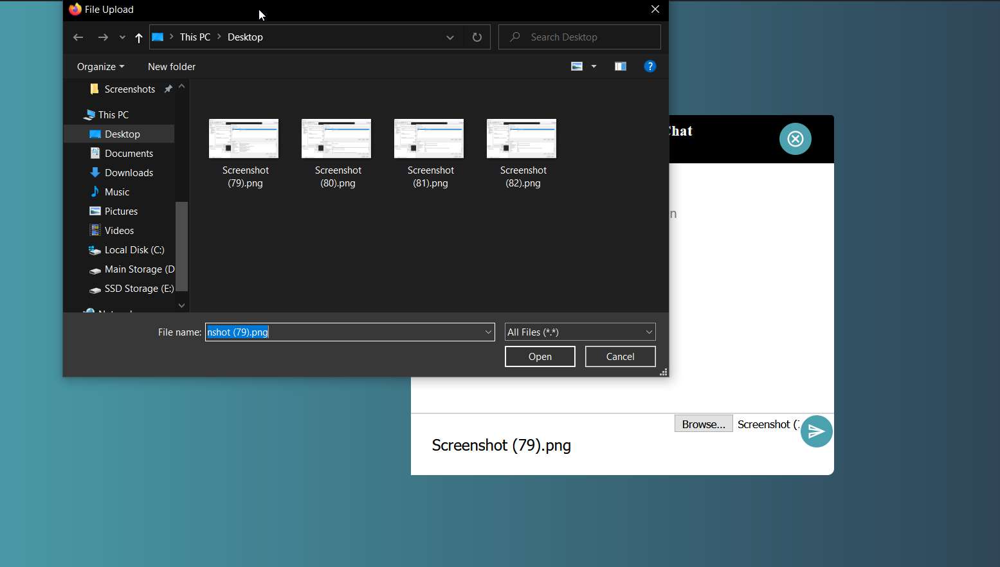 File Upload
This PC
Desktop
Search Desktop
Organize
New folder
?
Screenshots
This PC
Desktop
Documents
Downloads
Music
Pictures
Videos
Local Disk (C:)
Main Storage (D
SSD Storage (E:)
Screenshot
(79).png
Screenshot
(80).png
Screenshot
(81).png
Screenshot
(82).png
File name:
nshot (79).png
All Files (*.*)
Open
Cancel
Chat
n
Browse...
Screenshot (
Screenshot (79).png